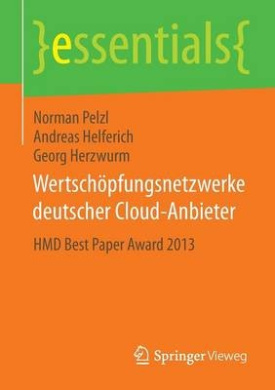 }essentials{
Norman Pelzl
Andreas Helferich
Georg Herzwurm
Wertschöpfungsnetzwerke
deutscher Cloud-Anbieter
HMD Best Paper Award 2013
Springer Vieweg